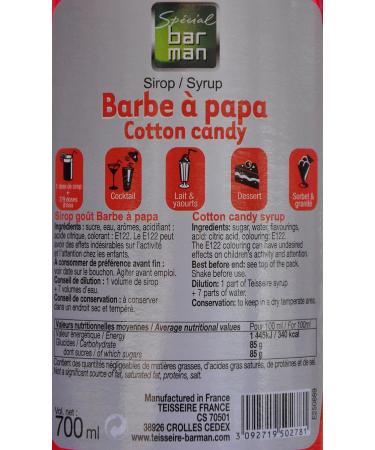 Spécial
bar
man
Sirop / Syrup
Barbe à papa
Cotton candy
1 dose de sirop
+
7/9 doses
d'eau
Cocktail
Lait &
yaourts
Dessert
Sorbet &
granité
Sirop goût Barbe à papa
Ingrédients : sucre, eau, arômes, acidifiant :
acide citrique, colorant : E122. Le E122 peut
avoir des effets indésirables sur l'activité
et l'attention chez les enfants.
A consommer de préférence avant fin :
voir date sur le bouchon. Agiter avant emploi.
Conseil de dilution : 1 volume de sirop
+ 7 volumes d'eau.
Conseil de conservation : à conserver
dans un endroit sec et tempéré.
Cotton candy syrup
Ingredients: sugar, water, flavourings,
acid: citric acid, colouring: E122.
The E122 colouring can have undesired
effects on children's activity and attention.
Best before end: see top of the pack.
Shake before use.
Dilution: 1 part of Teisseire syrup
+ 7 parts of water.
Conservation: to keep in a dry temperate area.
Valeurs nutritionnelles moyennes / Average nutritional values Pour 100 ml / For 100ml
Valeur énergétique / Energy 1 445kJ / 340 kcal
Glucides / Carbohydrate 85 g
dont sucres / of which sugars 85 g
Contient des quantités négligeables de matières grasses, d'acides gras saturés, de protéines et de sel.
Not a significant source of fat, saturated fat, proteins, salt.
Vol. net :
700 ml
Manufactured in France
TEISSEIRE FRANCE
CS 70501
38926 CROLLES CEDEX
www.teisseire-barman.com
3 092719 502781